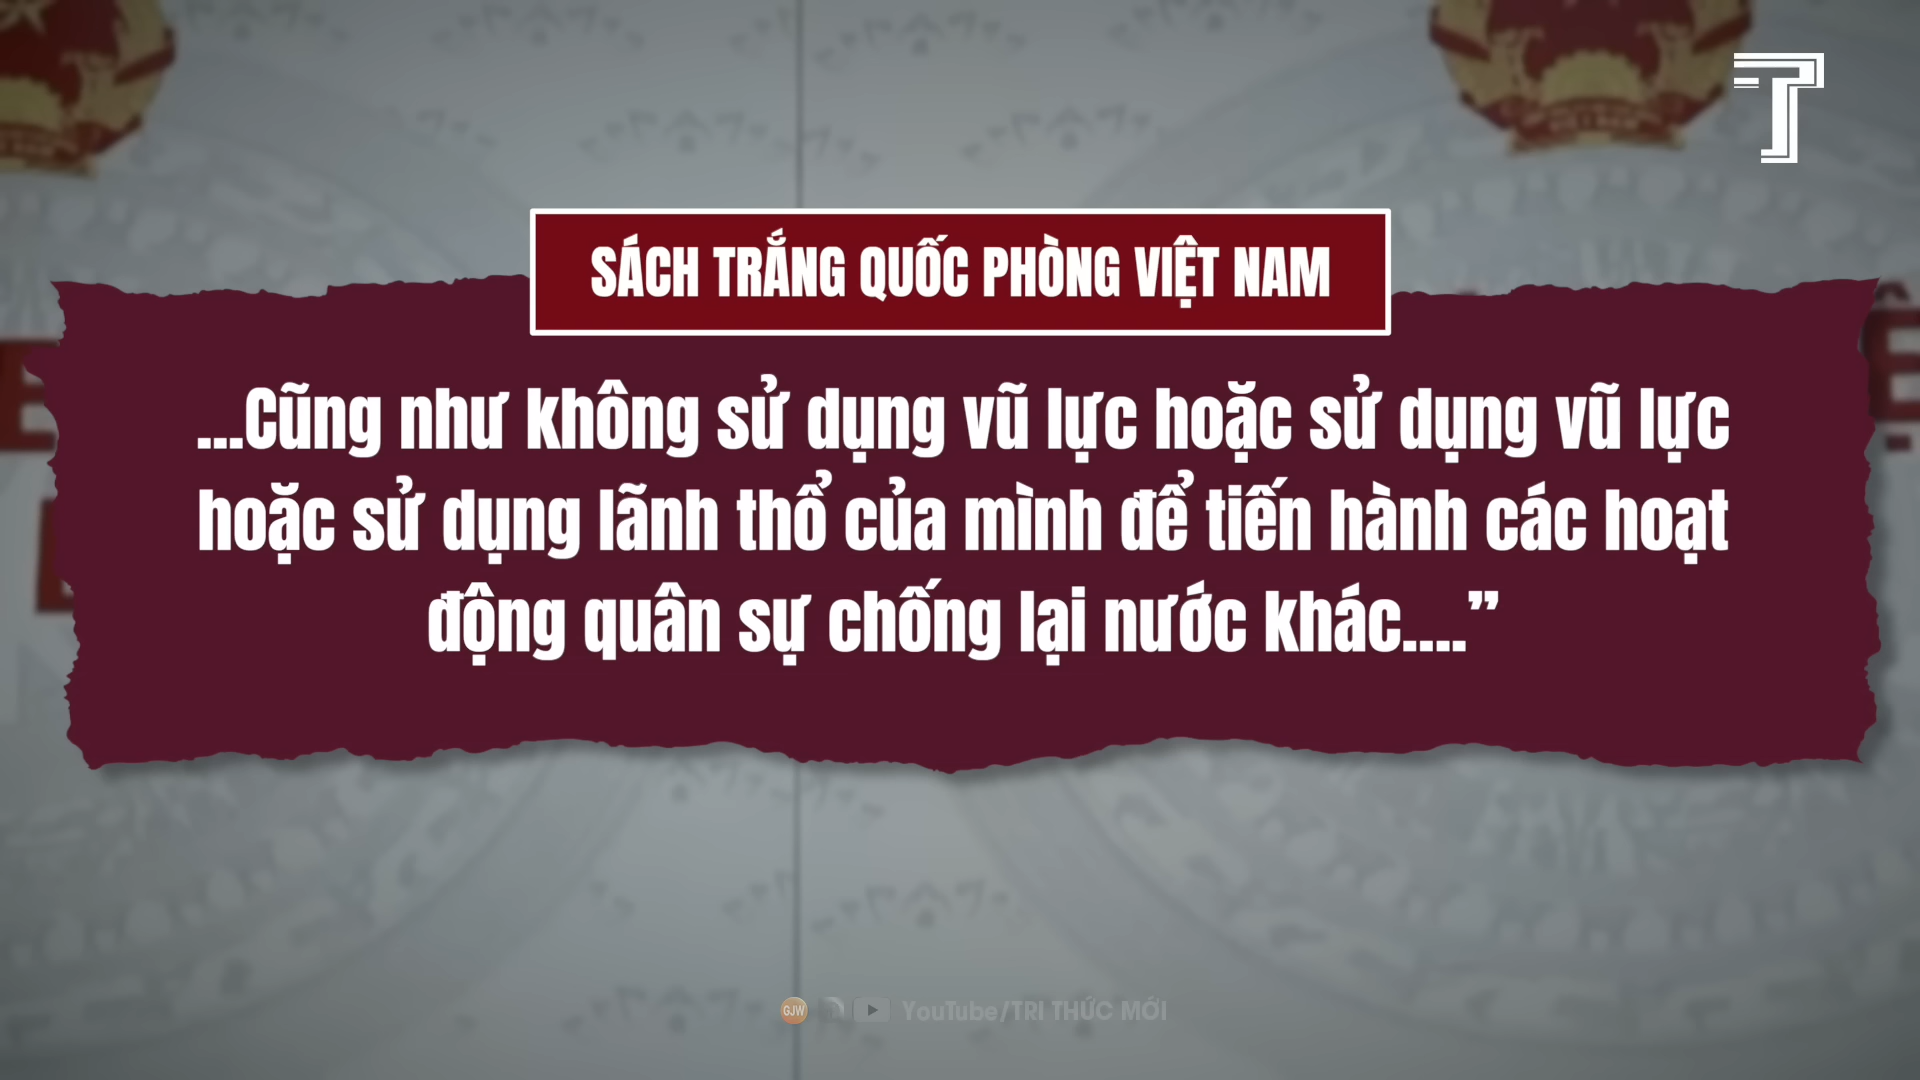 SÁCH TRẮNG QUỐC PHÒNG VIỆT NAM
...Cũng như không sử dụng vũ lực hoặc sử dụng vũ lực
hoặc sử dụng lãnh thổ của mình để tiến hành các hoạt
động quân sự chống lại nước khác....”
GJW YouTube/TRI THỨC MỚI